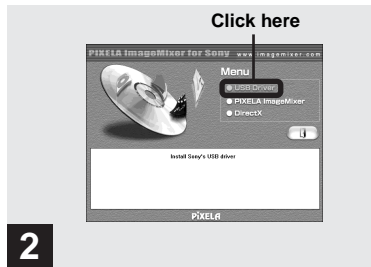 Click here
PIXELA ImageMixer for Sony www.imagemixer.com
Menu
USB Driver
PIXELA ImageMixer
DirectX
Install Sony's USB driver
PIXELA
2